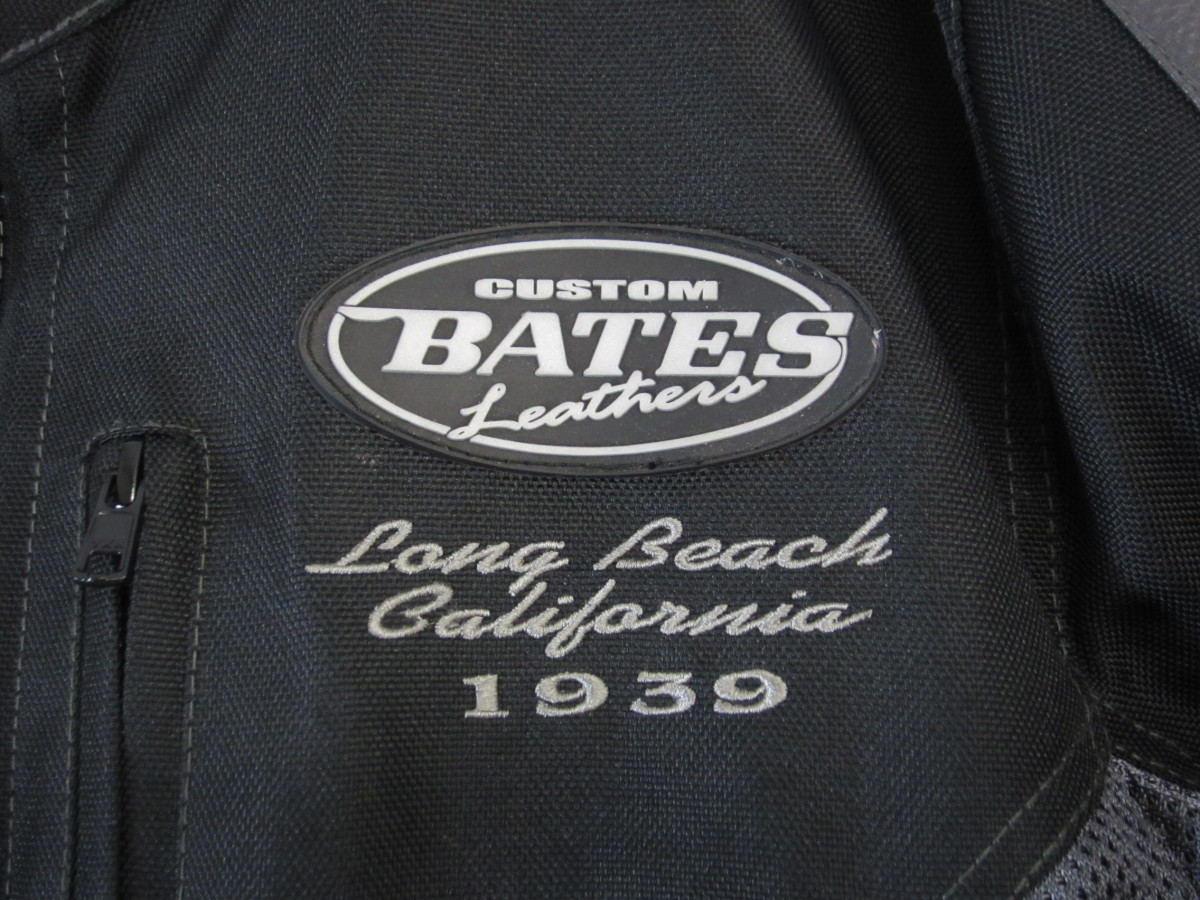 CUSTOM
BATES
Leathers
Long Beach
California
1939